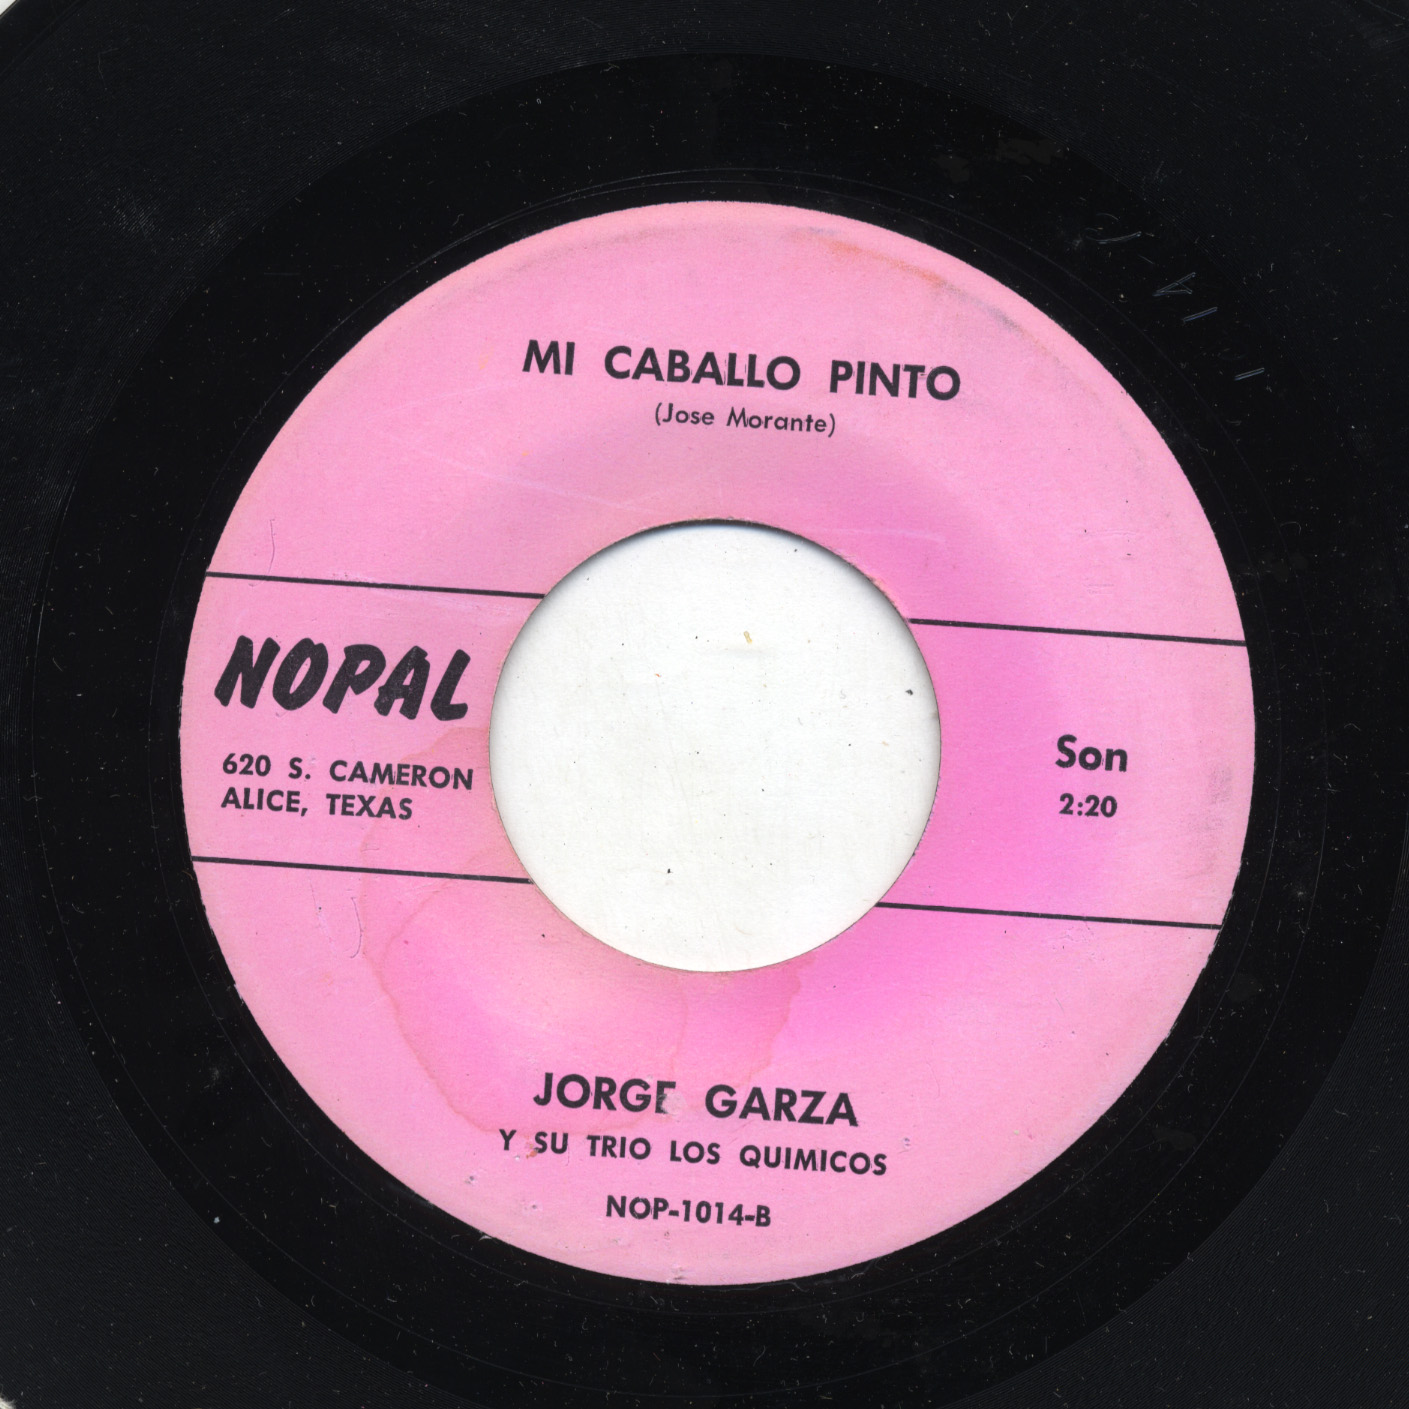 MI CABALLO PINTO
(Jose Morante)
NOPAL
620 S. CAMERON
ALICE, TEXAS
Son
2:20
JORGE GARZA
Y SU TRIO LOS QUIMICOS
NOP-1014-B